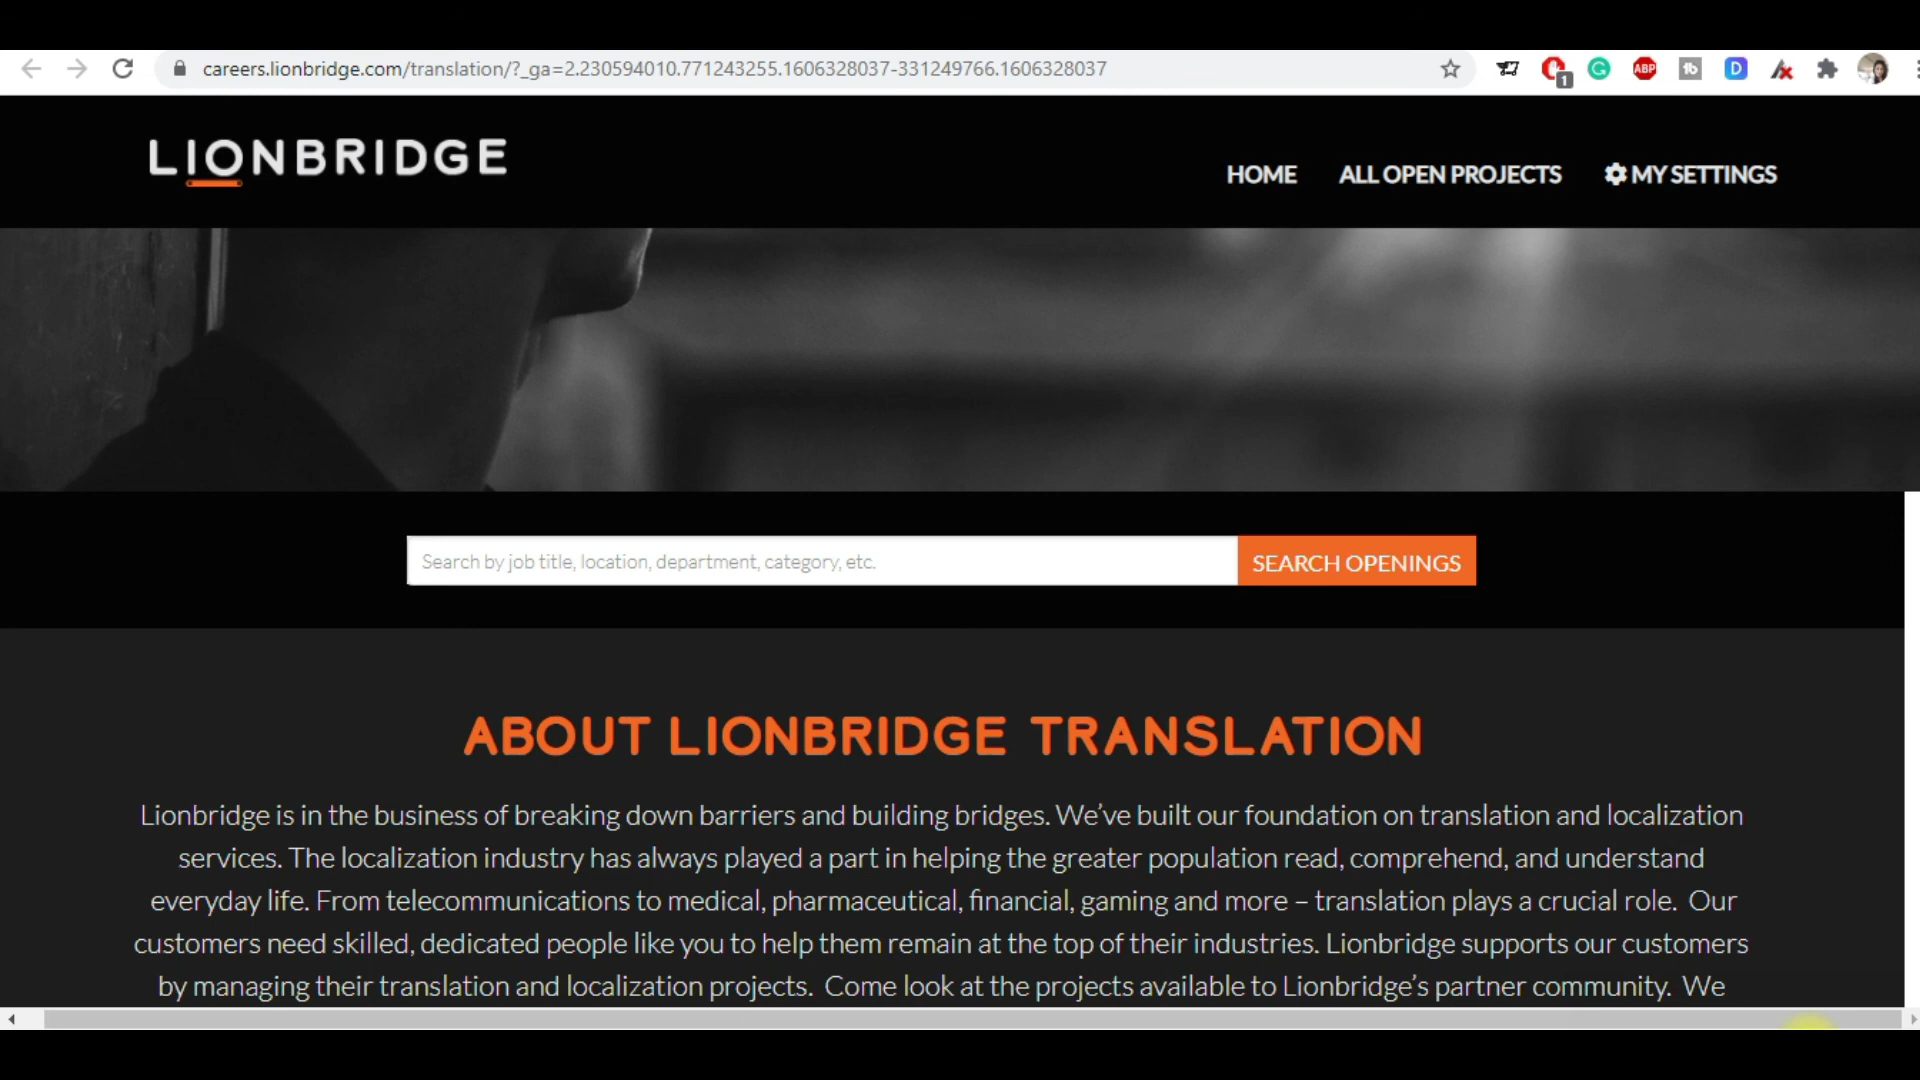 careers.lionbridge.com/translation/?_ga=2.230594010.771243255.1606328037-331249766.1606328037
1
G
ABP
tb
D
LIONBRIDGE
HOME ALL OPEN PROJECTS MY SETTINGS
Search by job title, location, department, category, etc. SEARCH OPENINGS
ABOUT LIONBRIDGE TRANSLATION
Lionbridge is in the business of breaking down barriers and building bridges. We've built our foundation on translation and localization
services. The localization industry has always played a part in helping the greater population read, comprehend, and understand
everyday life. From telecommunications to medical, pharmaceutical, financial, gaming and more – translation plays a crucial role.  Our
customers need skilled, dedicated people like you to help them remain at the top of their industries. Lionbridge supports our customers
by managing their translation and localization projects.  Come look at the projects available to Lionbridge's partner community.  We